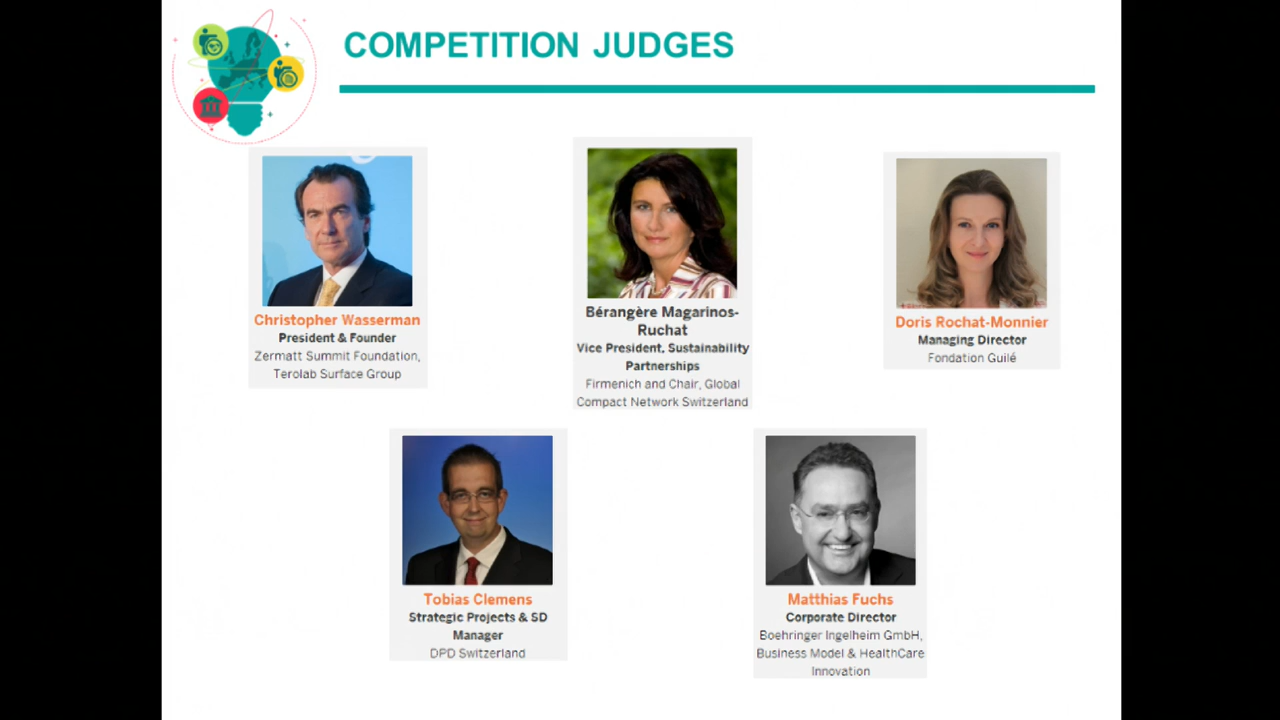 COMPETITION JUDGES
Christopher Wasserman
President & Founder
Zermatt Summit Foundation,
Terolab Surface Group
Bérangère Magarinos-
Ruchat
Vice President, Sustainability
Partnerships
Firmenich and Chair, Global
Compact Network Switzerland
Doris Rochat-Monnier
Managing Director
Fondation Guilé
Tobias Clemens
Strategic Projects & SD
Manager
DPD Switzerland
Matthias Fuchs
Corporate Director
Boehringer Ingelheim GmbH,
Business Model & HealthCare
Innovation